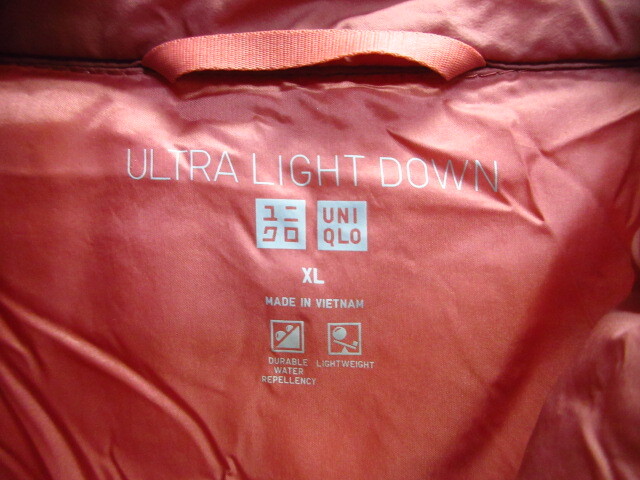 ULTRA LIGHT DOWN
ユニ UNI
クロ QLO
XL
MADE IN VIETNAM
DURABLE WATER REPELLENCY
LIGHTWEIGHT